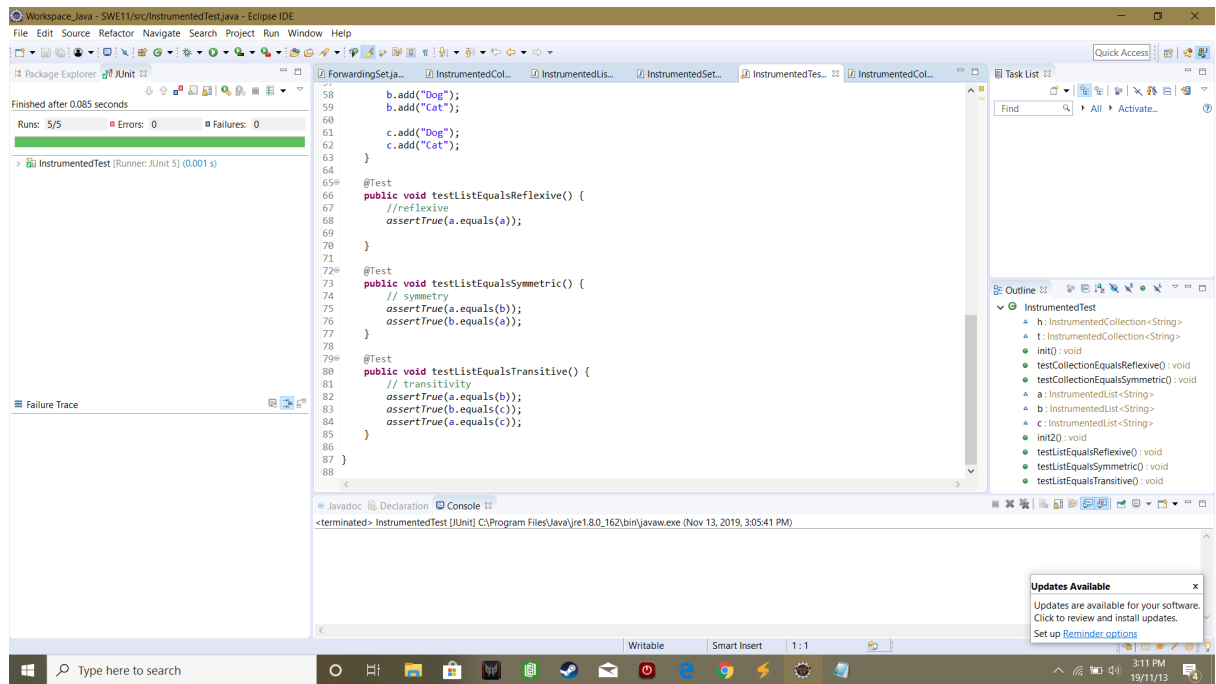 Workspace_Java - SWE11/src/InstrumentedTest.java - Eclipse IDE
File Edit Source Refactor Navigate Search Project Run Window Help
Quick Access
Package Explorer JUnit
Finished after 0.085 seconds
Runs: 5/5 Errors: 0 Failures: 0
InstrumentedTest [Runner: JUnit 5] (0.001 s)
Failure Trace
ForwardingSet.ja... InstrumentedCol... InstrumentedLis... InstrumentedSet... InstrumentedTes... InstrumentedCol...
58 b.add("Dog");
59 b.add("Cat");
60
61 c.add("Dog");
62 c.add("Cat");
63 }
64
65 @Test
66 public void testListEqualsReflexive() {
67 //reflexive
68 assertTrue(a.equals(a));
69
70 }
71
72 @Test
73 public void testListEqualsSymmetric() {
74 // symmetry
75 assertTrue(a.equals(b));
76 assertTrue(b.equals(a));
77 }
78
79 @Test
80 public void testListEqualsTransitive() {
81 // transitivity
82 assertTrue(a.equals(b));
83 assertTrue(b.equals(c));
84 assertTrue(a.equals(c));
85 }
86
87 }
88
Task List
Find All Activate...
Outline
InstrumentedTest
h : InstrumentedCollection<String>
t : InstrumentedCollection<String>
init() : void
testCollectionEqualsReflexive() : void
testCollectionEqualsSymmetric() : void
a : InstrumentedList<String>
b : InstrumentedList<String>
c : InstrumentedList<String>
init2() : void
testListEqualsReflexive() : void
testListEqualsSymmetric() : void
testListEqualsTransitive() : void
Javadoc Declaration Console
<terminated> InstrumentedTest [JUnit] C:\Program Files\Java\jre1.8.0_162\bin\javaw.exe (Nov 13, 2019, 3:05:41 PM)
Updates Available x
Updates are available for your software.
Click to review and install updates.
Set up Reminder options
Writable Smart Insert 1 : 1
Type here to search
3:11 PM
19/11/13
4